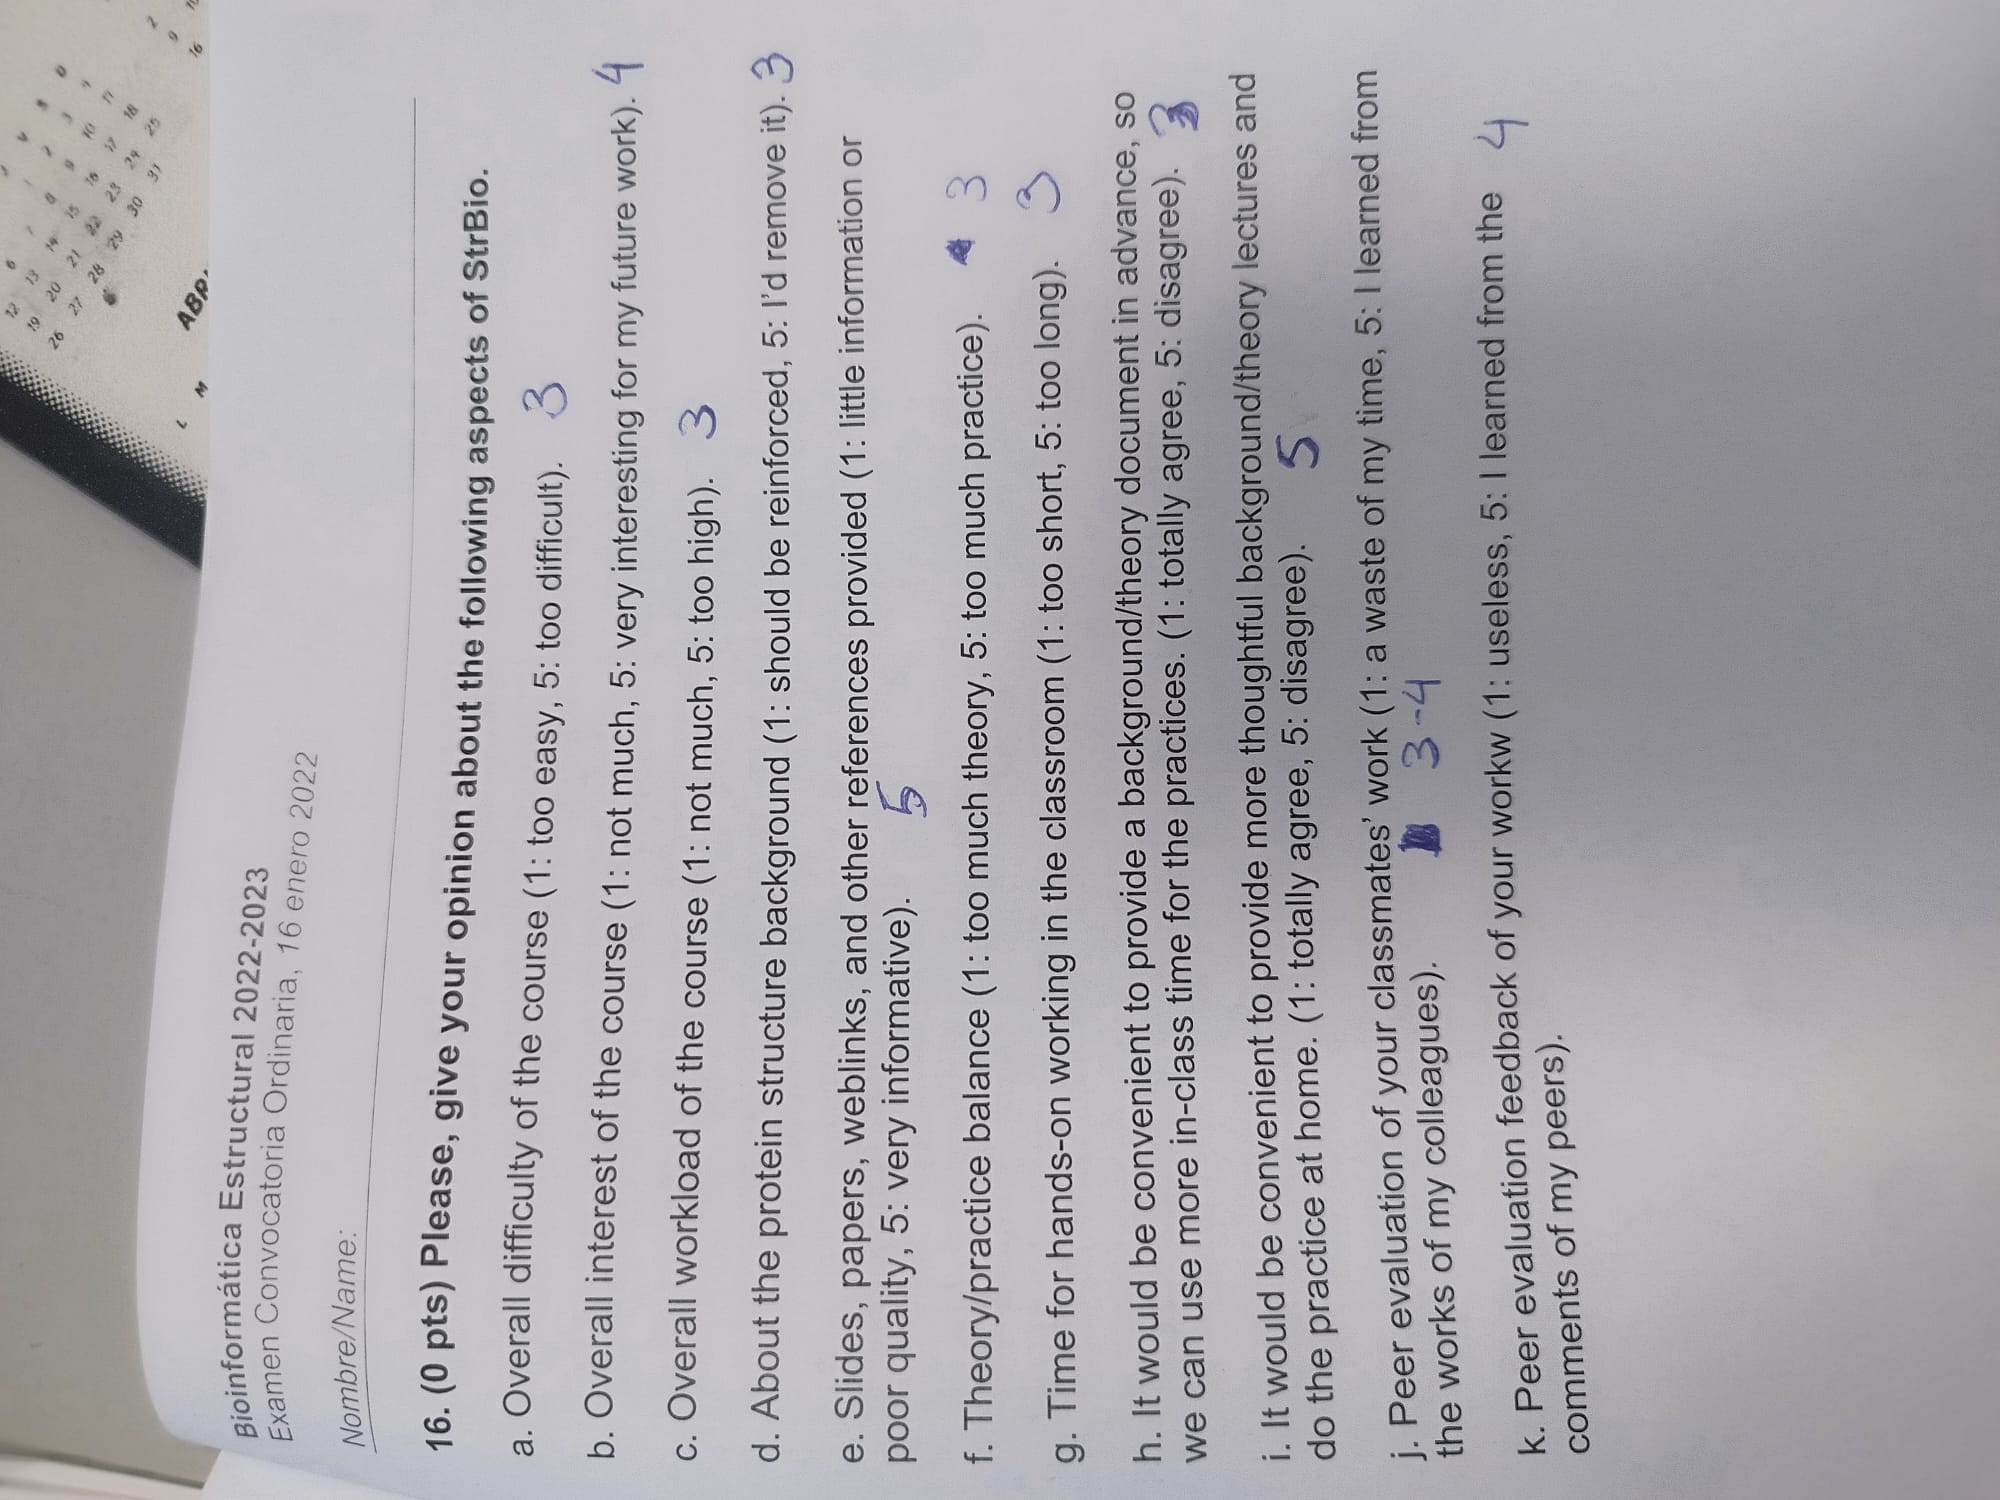 Bioinformática Estructural 2022-2023
Examen Convocatoria Ordinaria, 16 enero 2022
Nombre/Name:
16. (0 pts) Please, give your opinion about the following aspects of StrBio.
a. Overall difficulty of the course (1: too easy, 5: too difficult). 3
b. Overall interest of the course (1: not much, 5: very interesting for my future work). 4
c. Overall workload of the course (1: not much, 5: too high). 3
d. About the protein structure background (1: should be reinforced, 5: I'd remove it). 3
e. Slides, papers, weblinks, and other references provided (1: little information or
poor quality, 5: very informative). 5
f. Theory/practice balance (1: too much theory, 5: too much practice). 3
g. Time for hands-on working in the classroom (1: too short, 5: too long). 3
h. It would be convenient to provide a background/theory document in advance, so
we can use more in-class time for the practices. (1: totally agree, 5: disagree). 3
i. It would be convenient to provide more thoughtful background/theory lectures and
do the practice at home. (1: totally agree, 5: disagree). 5
j. Peer evaluation of your classmates' work (1: a waste of my time, 5: I learned from
the works of my colleagues). 3-4
k. Peer evaluation feedback of your workw (1: useless, 5: I learned from the 4
comments of my peers).